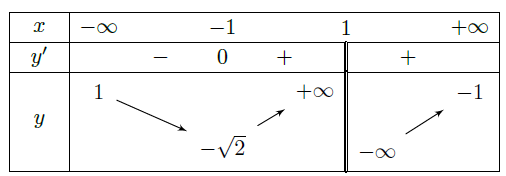 x −∞ −1 1 +∞
y′ − 0 + +
1 +∞ −1
y
−√2 −∞